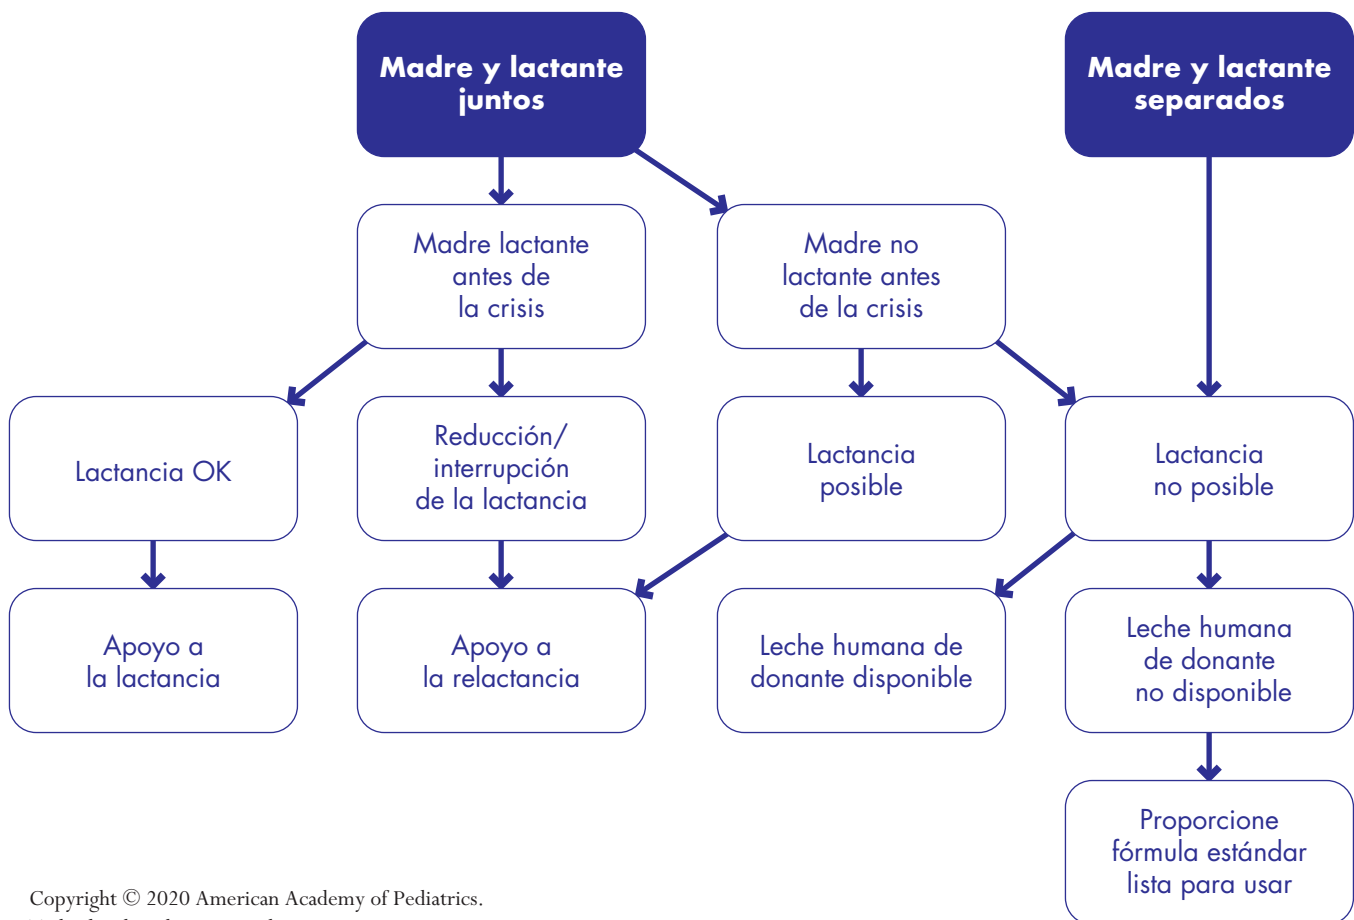 Madre y lactante
juntos
Madre y lactante
separados
Madre lactante
antes de
la crisis
Madre no
lactante antes
de la crisis
Lactancia OK
Reducción/
interrupción
de la lactancia
Lactancia
posible
Lactancia
no posible
Apoyo a
la lactancia
Apoyo a
la relactancia
Leche humana de
donante disponible
Leche humana
de donante
no disponible
Proporcione
fórmula estándar
lista para usar
Copyright © 2020 American Academy of Pediatrics.